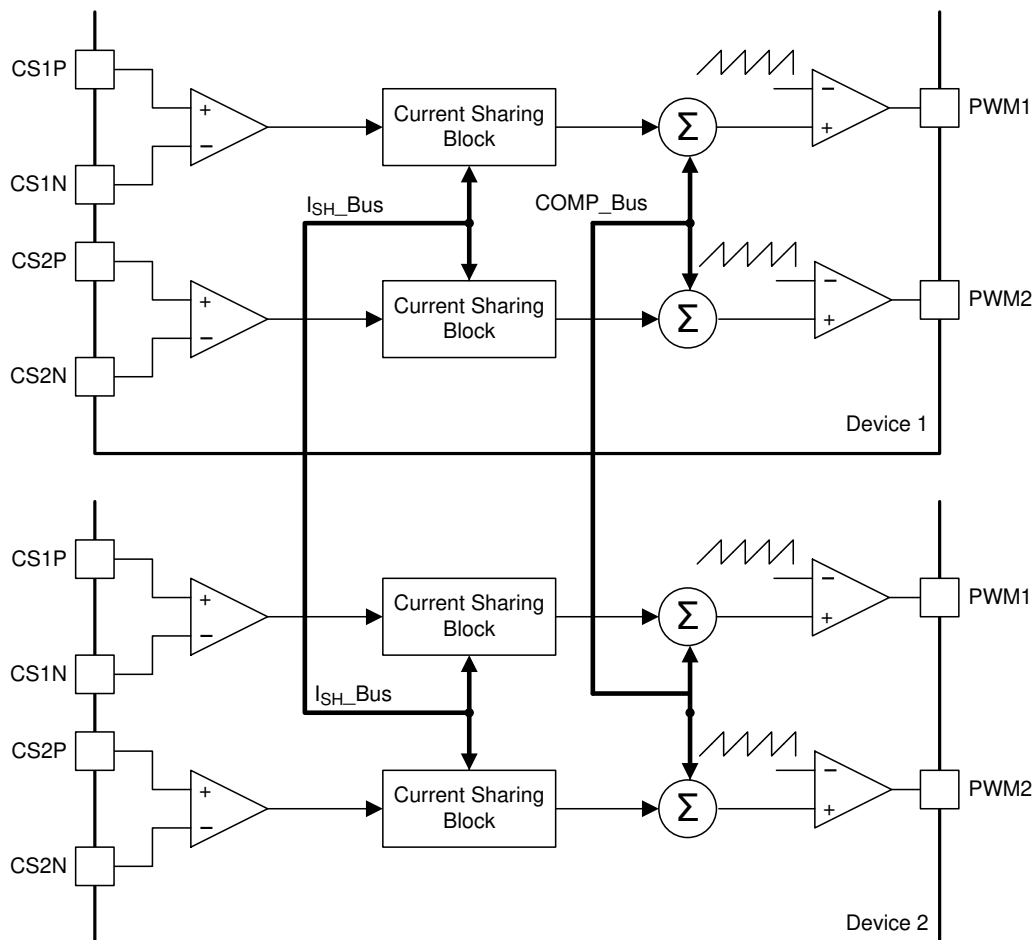 CS1P
+
−
CS1N
Current Sharing
Block
Σ
−
+
PWM1
I_SH_Bus
COMP_Bus
CS2P
+
−
CS2N
Current Sharing
Block
Σ
−
+
PWM2
Device 1
CS1P
+
−
CS1N
Current Sharing
Block
Σ
−
+
PWM1
I_SH_Bus
CS2P
+
−
CS2N
Current Sharing
Block
Σ
−
+
PWM2
Device 2